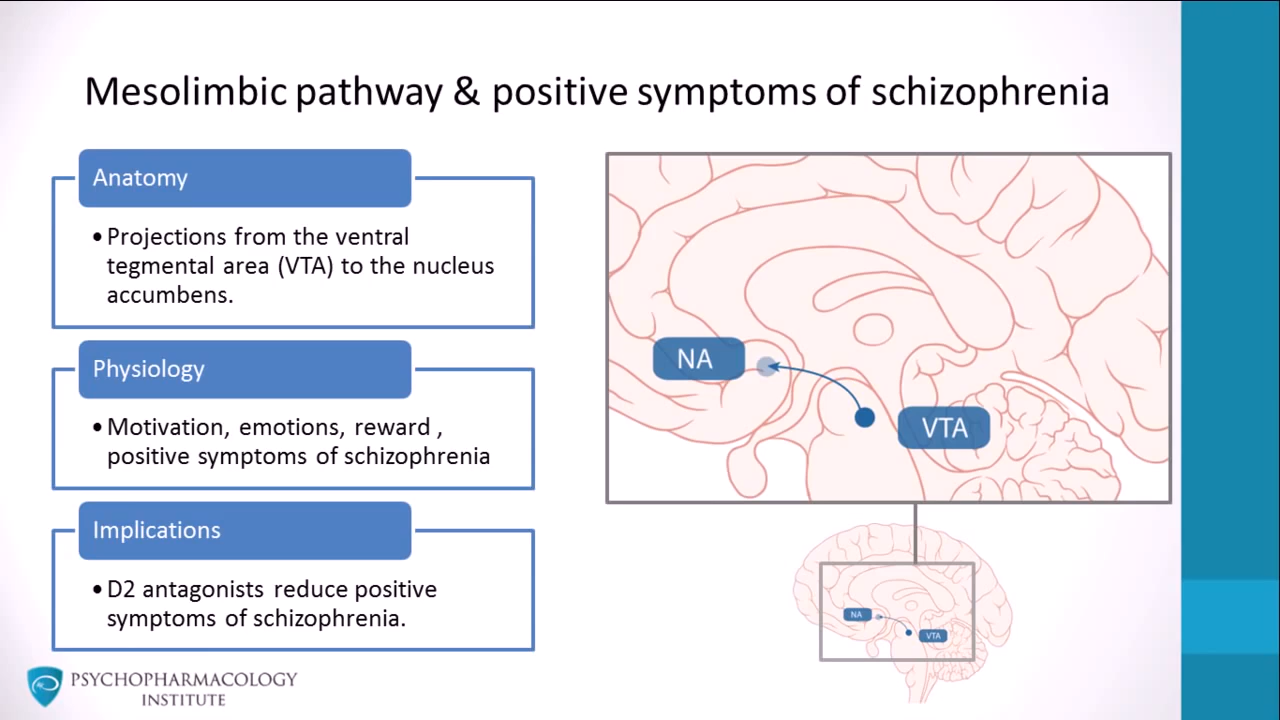 Mesolimbic pathway & positive symptoms of schizophrenia
Anatomy
•Projections from the ventral
tegmental area (VTA) to the nucleus
accumbens.
Physiology
•Motivation, emotions, reward ,
positive symptoms of schizophrenia
Implications
•D2 antagonists reduce positive
symptoms of schizophrenia.
NA
VTA
NA
VTA
PSYCHOPHARMACOLOGY
INSTITUTE